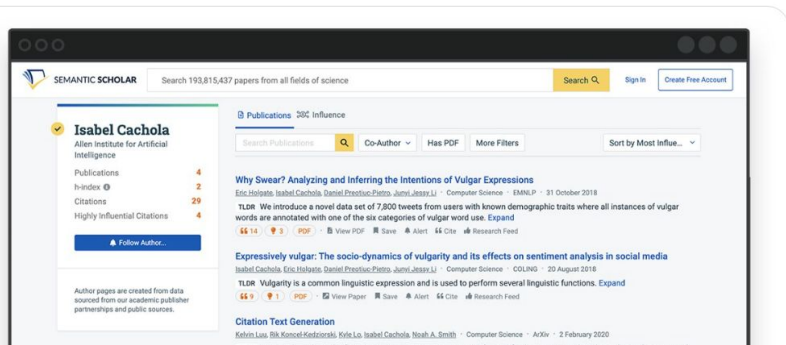 SEMANTIC SCHOLAR
Search 193,815,437 papers from all fields of science
Search
Sign In
Create Free Account
Isabel Cachola
Allen Institute for Artificial
Intelligence
Publications 4
h-index 2
Citations 29
Highly Influential Citations 4
Follow Author...
Author pages are created from data
sourced from our academic publisher
partnerships and public sources.
Publications Influence
Search Publications Co-Author Has PDF More Filters Sort by Most Influe...
Why Swear? Analyzing and Inferring the Intentions of Vulgar Expressions
Eric Holgate, Isabel Cachola, Daniel Preotiuc-Pietro, Junyi Jessy Li · Computer Science · EMNLP · 31 October 2018
TLDR We introduce a novel data set of 7,800 tweets from users with known demographic traits where all instances of vulgar
words are annotated with one of the six categories of vulgar word use. Expand
14 3 PDF · View PDF Save Alert Cite Research Feed
Expressively vulgar: The socio-dynamics of vulgarity and its effects on sentiment analysis in social media
Isabel Cachola, Eric Holgate, Daniel Preotiuc-Pietro, Junyi Jessy Li · Computer Science · COLING · 20 August 2018
TLDR Vulgarity is a common linguistic expression and is used to perform several linguistic functions. Expand
9 1 PDF · View Paper Save Alert Cite Research Feed
Citation Text Generation
Kelvin Luu, Rik Koncel-Kedziorski, Kyle Lo, Isabel Cachola, Noah A. Smith · Computer Science · ArXiv · 2 February 2020